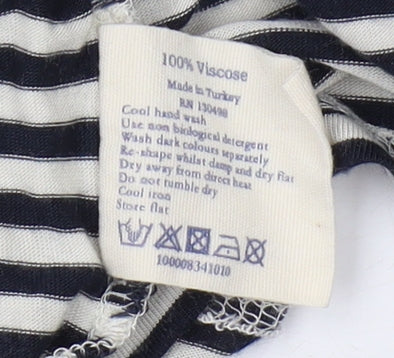 100% Viscose
Made in Turkey
RN 130498
Cool hand wash
Use non biological detergent
Wash dark colours separately
Re-shape whilst damp and dry flat
Dry away from direct heat
Do not tumble dry
Cool iron
Store flat
100008341010